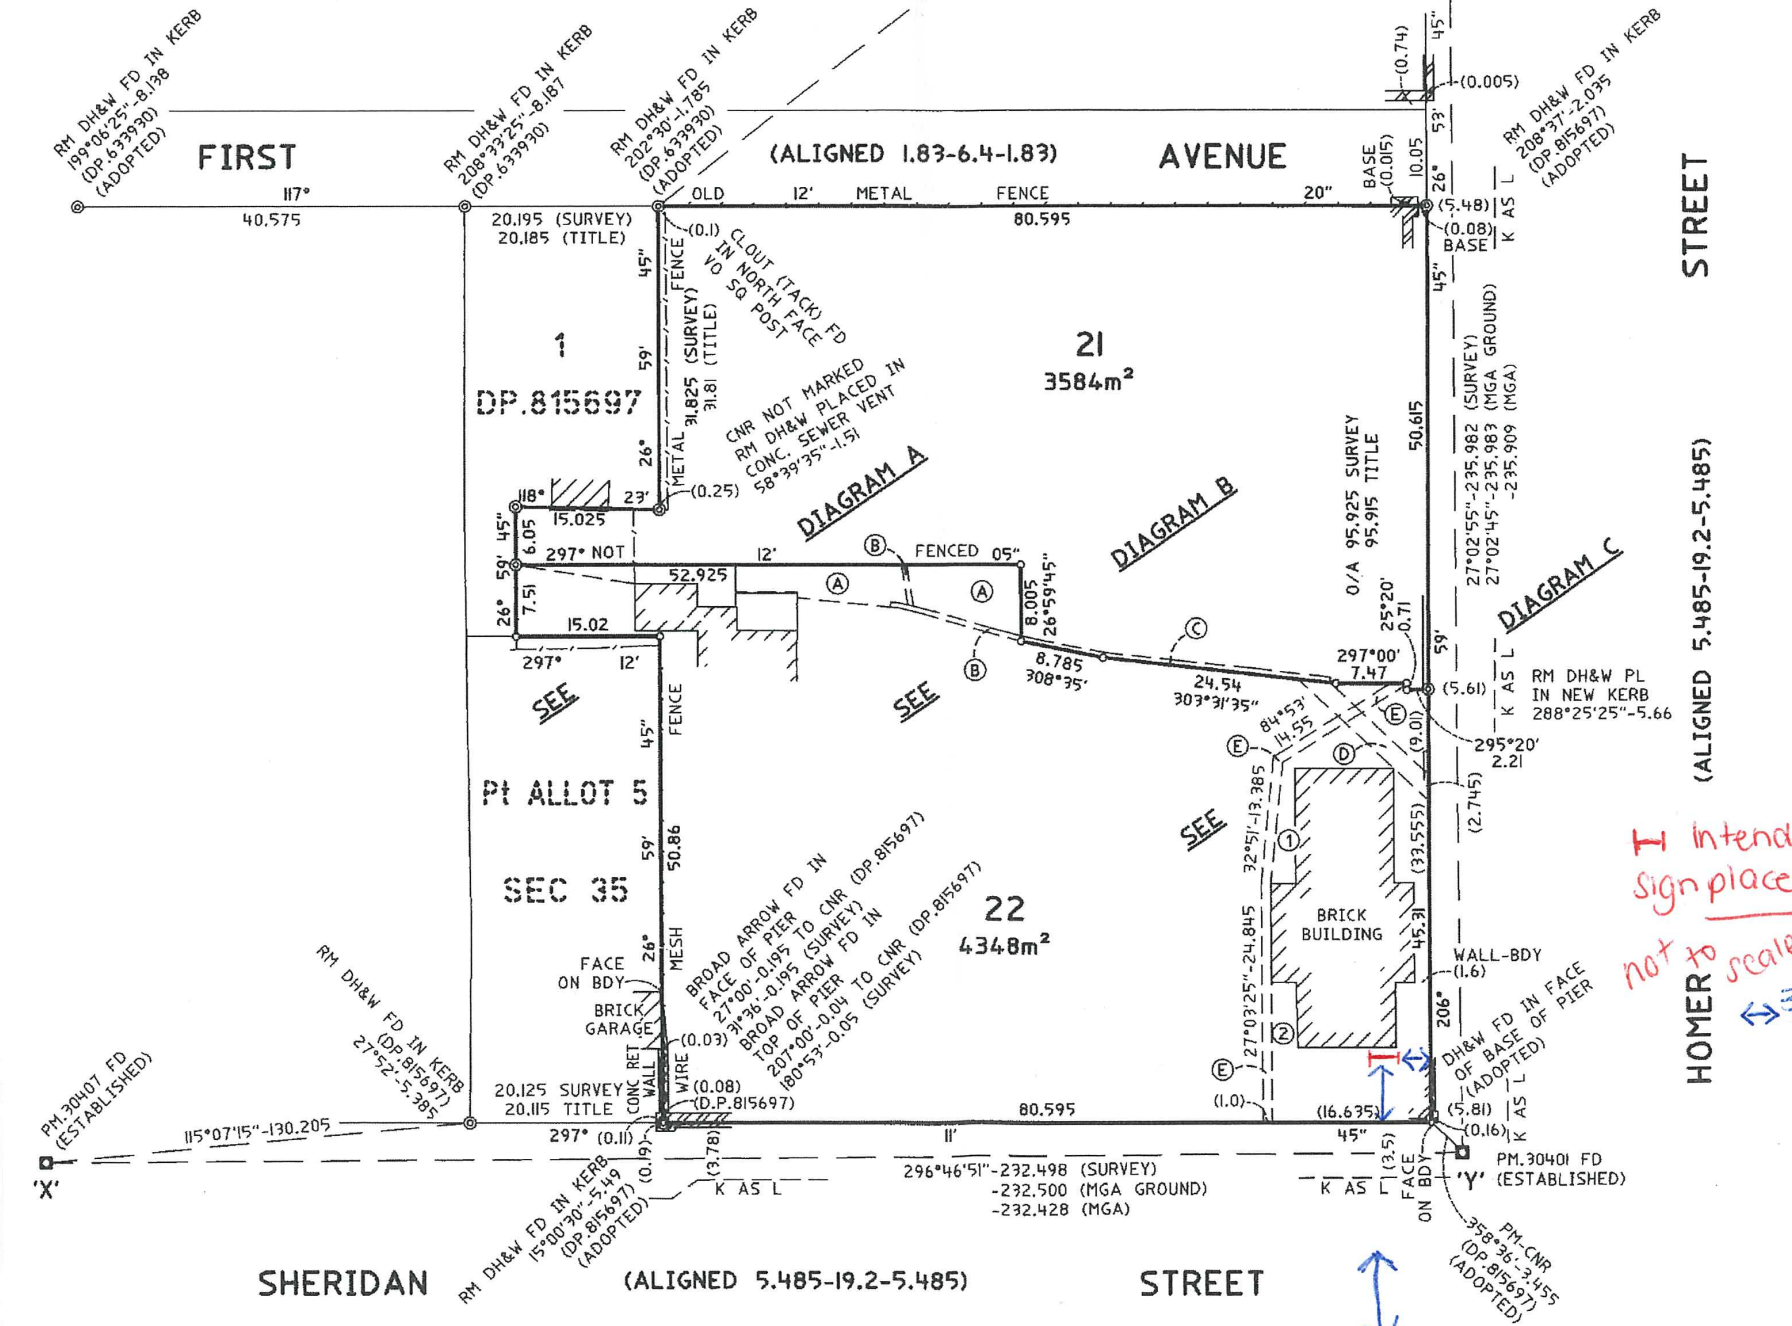 RM DH&W FD IN KERB
199°06'25"-8.138
(DP.633930)
(ADOPTED)
RM DH&W FD IN KERB
208°33'25"-8.187
(DP.633930)
RM DH&W FD IN KERB
202°30'-1.785
(DP.633930)
(ADOPTED)
RM DH&W FD IN KERB
208°37'-2.035
(DP.815697)
(ADOPTED)
(0.74)
45"
(0.005)
53'
FIRST
(ALIGNED 1.83-6.4-1.83)
AVENUE
BASE
(0.015)
10.05
26°
117°
40.575
20.195 (SURVEY)
20.185 (TITLE)
OLD 12' METAL FENCE 20"
80.595
(5.48)
(0.08)
BASE
K AS L
STREET
(0.1)
CLOUT (TACK) FD
IN NORTH FACE
VO SQ POST
45"
FENCE
59'
31.825 (SURVEY)
31.81 (TITLE)
26°
METAL
1
DP.815697
21
3584m²
45"
50.615
59'
27°02'55"-235.982 (SURVEY)
27°02'45"-235.983 (MGA GROUND)
-235.909 (MGA)
CNR NOT MARKED
RM DH&W PLACED IN
CONC. SEWER VENT
58°39'35"-1.51
(0.25)
118° 23' 45"
15.025
6.05
59'
297° NOT 12' FENCED 05"
52.925
7.51
26°
15.02
297° 12'
SEE
DIAGRAM A
SEE
DIAGRAM B
SEE
DIAGRAM C
O/A 95.925 SURVEY
95.915 TITLE
B
A
A
B
C
8.005
26°59'45"
8.785
308°35'
24.54
303°31'35"
297°00'
7.47
25°20'
0.71
(5.61)
K AS L
RM DH&W PL
IN NEW KERB
288°25'25"-5.66
295°20'
2.21
(ALIGNED 5.485-19.2-5.485)
84°53'
14.55
E
E
D
(9.01)
(2.745)
(33.555)
32°51'-13.385
1
Pt ALLOT 5
SEC 35
45"
FENCE
59'
50.86
26°
MESH
22
4348m²
BRICK
BUILDING
45.31
WALL-BDY
(1.6)
206°
27°03'25"-24.845
2
E
(1.0)
BROAD ARROW FD IN
FACE OF PIER
27°00'-0.195 TO CNR (DP.815697)
31°36'-0.195 (SURVEY)
BROAD ARROW FD IN
TOP OF PIER
207°00'-0.04 TO CNR (DP.815697)
180°53'-0.05 (SURVEY)
FACE
ON BDY
BRICK
GARAGE
(0.03)
CONC RET
WALL
WIRE
(0.08)
(D.P.815697)
RM DH&W FD IN KERB
(DP.815697)
27°52'-5.385
PM.30407 FD
(ESTABLISHED)
'X'
115°07'15"-130.205
20.125 SURVEY
20.115 TITLE
297° (0.11)
(0.19)
(3.78)
K AS L
80.595
11'
(16.635)
45"
(3.5)
K AS L
FACE
ON BDY
296°46'51"-232.498 (SURVEY)
-232.500 (MGA GROUND)
-232.428 (MGA)
RM DH&W FD IN KERB
15°00'30"-5.49
(DP.815697)
(ADOPTED)
DH&W FD IN FACE
OF BASE OF PIER
(ADOPTED)
(5.81)
(0.16)
K AS L
'Y'
PM.30401 FD
(ESTABLISHED)
PM-CNR
358°36'-3.455
(DP.815697)
(ADOPTED)
HOMER
sign place
not to scale
SHERIDAN
(ALIGNED 5.485-19.2-5.485)
STREET